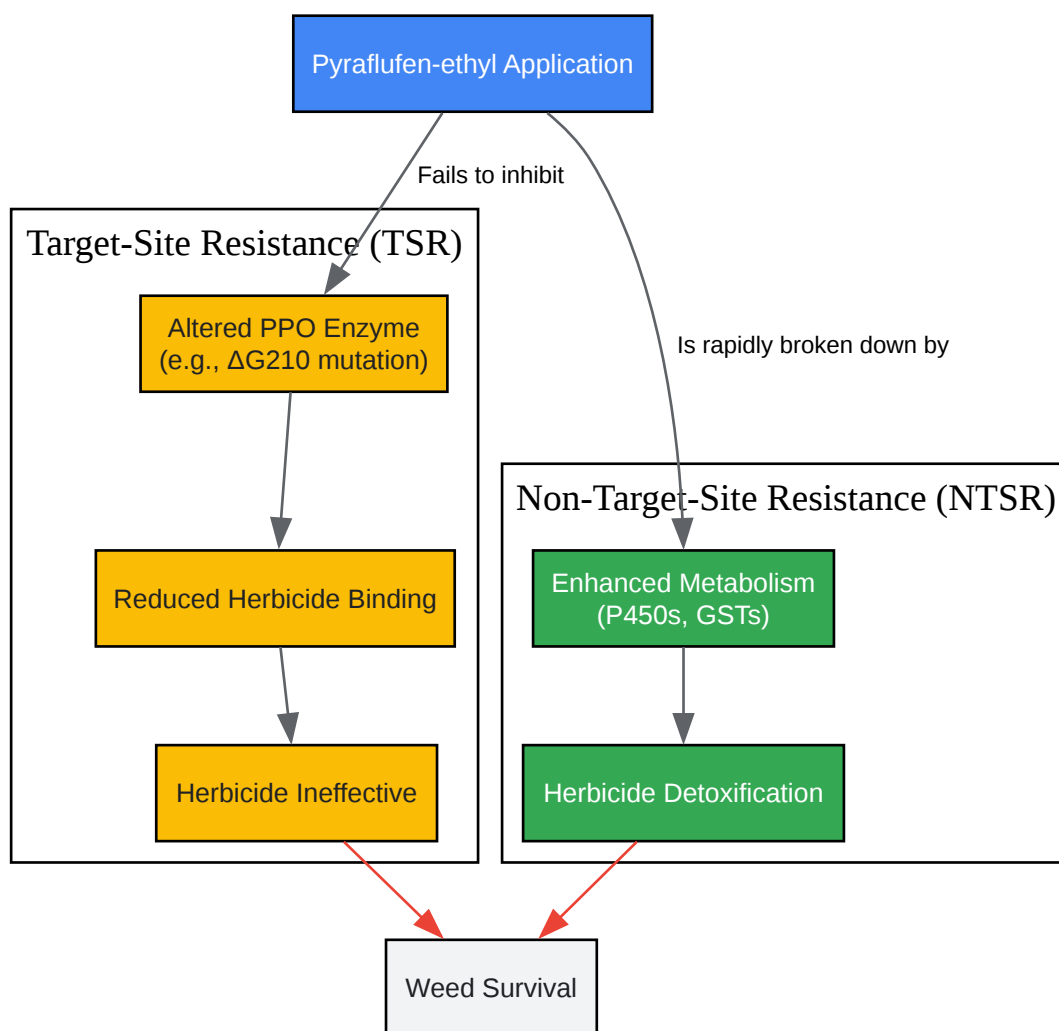 Pyraflufen-ethyl Application
Fails to inhibit
Target-Site Resistance (TSR)
Altered PPO Enzyme
(e.g., ΔG210 mutation)
Is rapidly broken down by
Non-Target-Site Resistance (NTSR)
Reduced Herbicide Binding
Enhanced Metabolism
(P450s, GSTs)
Herbicide Ineffective
Herbicide Detoxification
Weed Survival